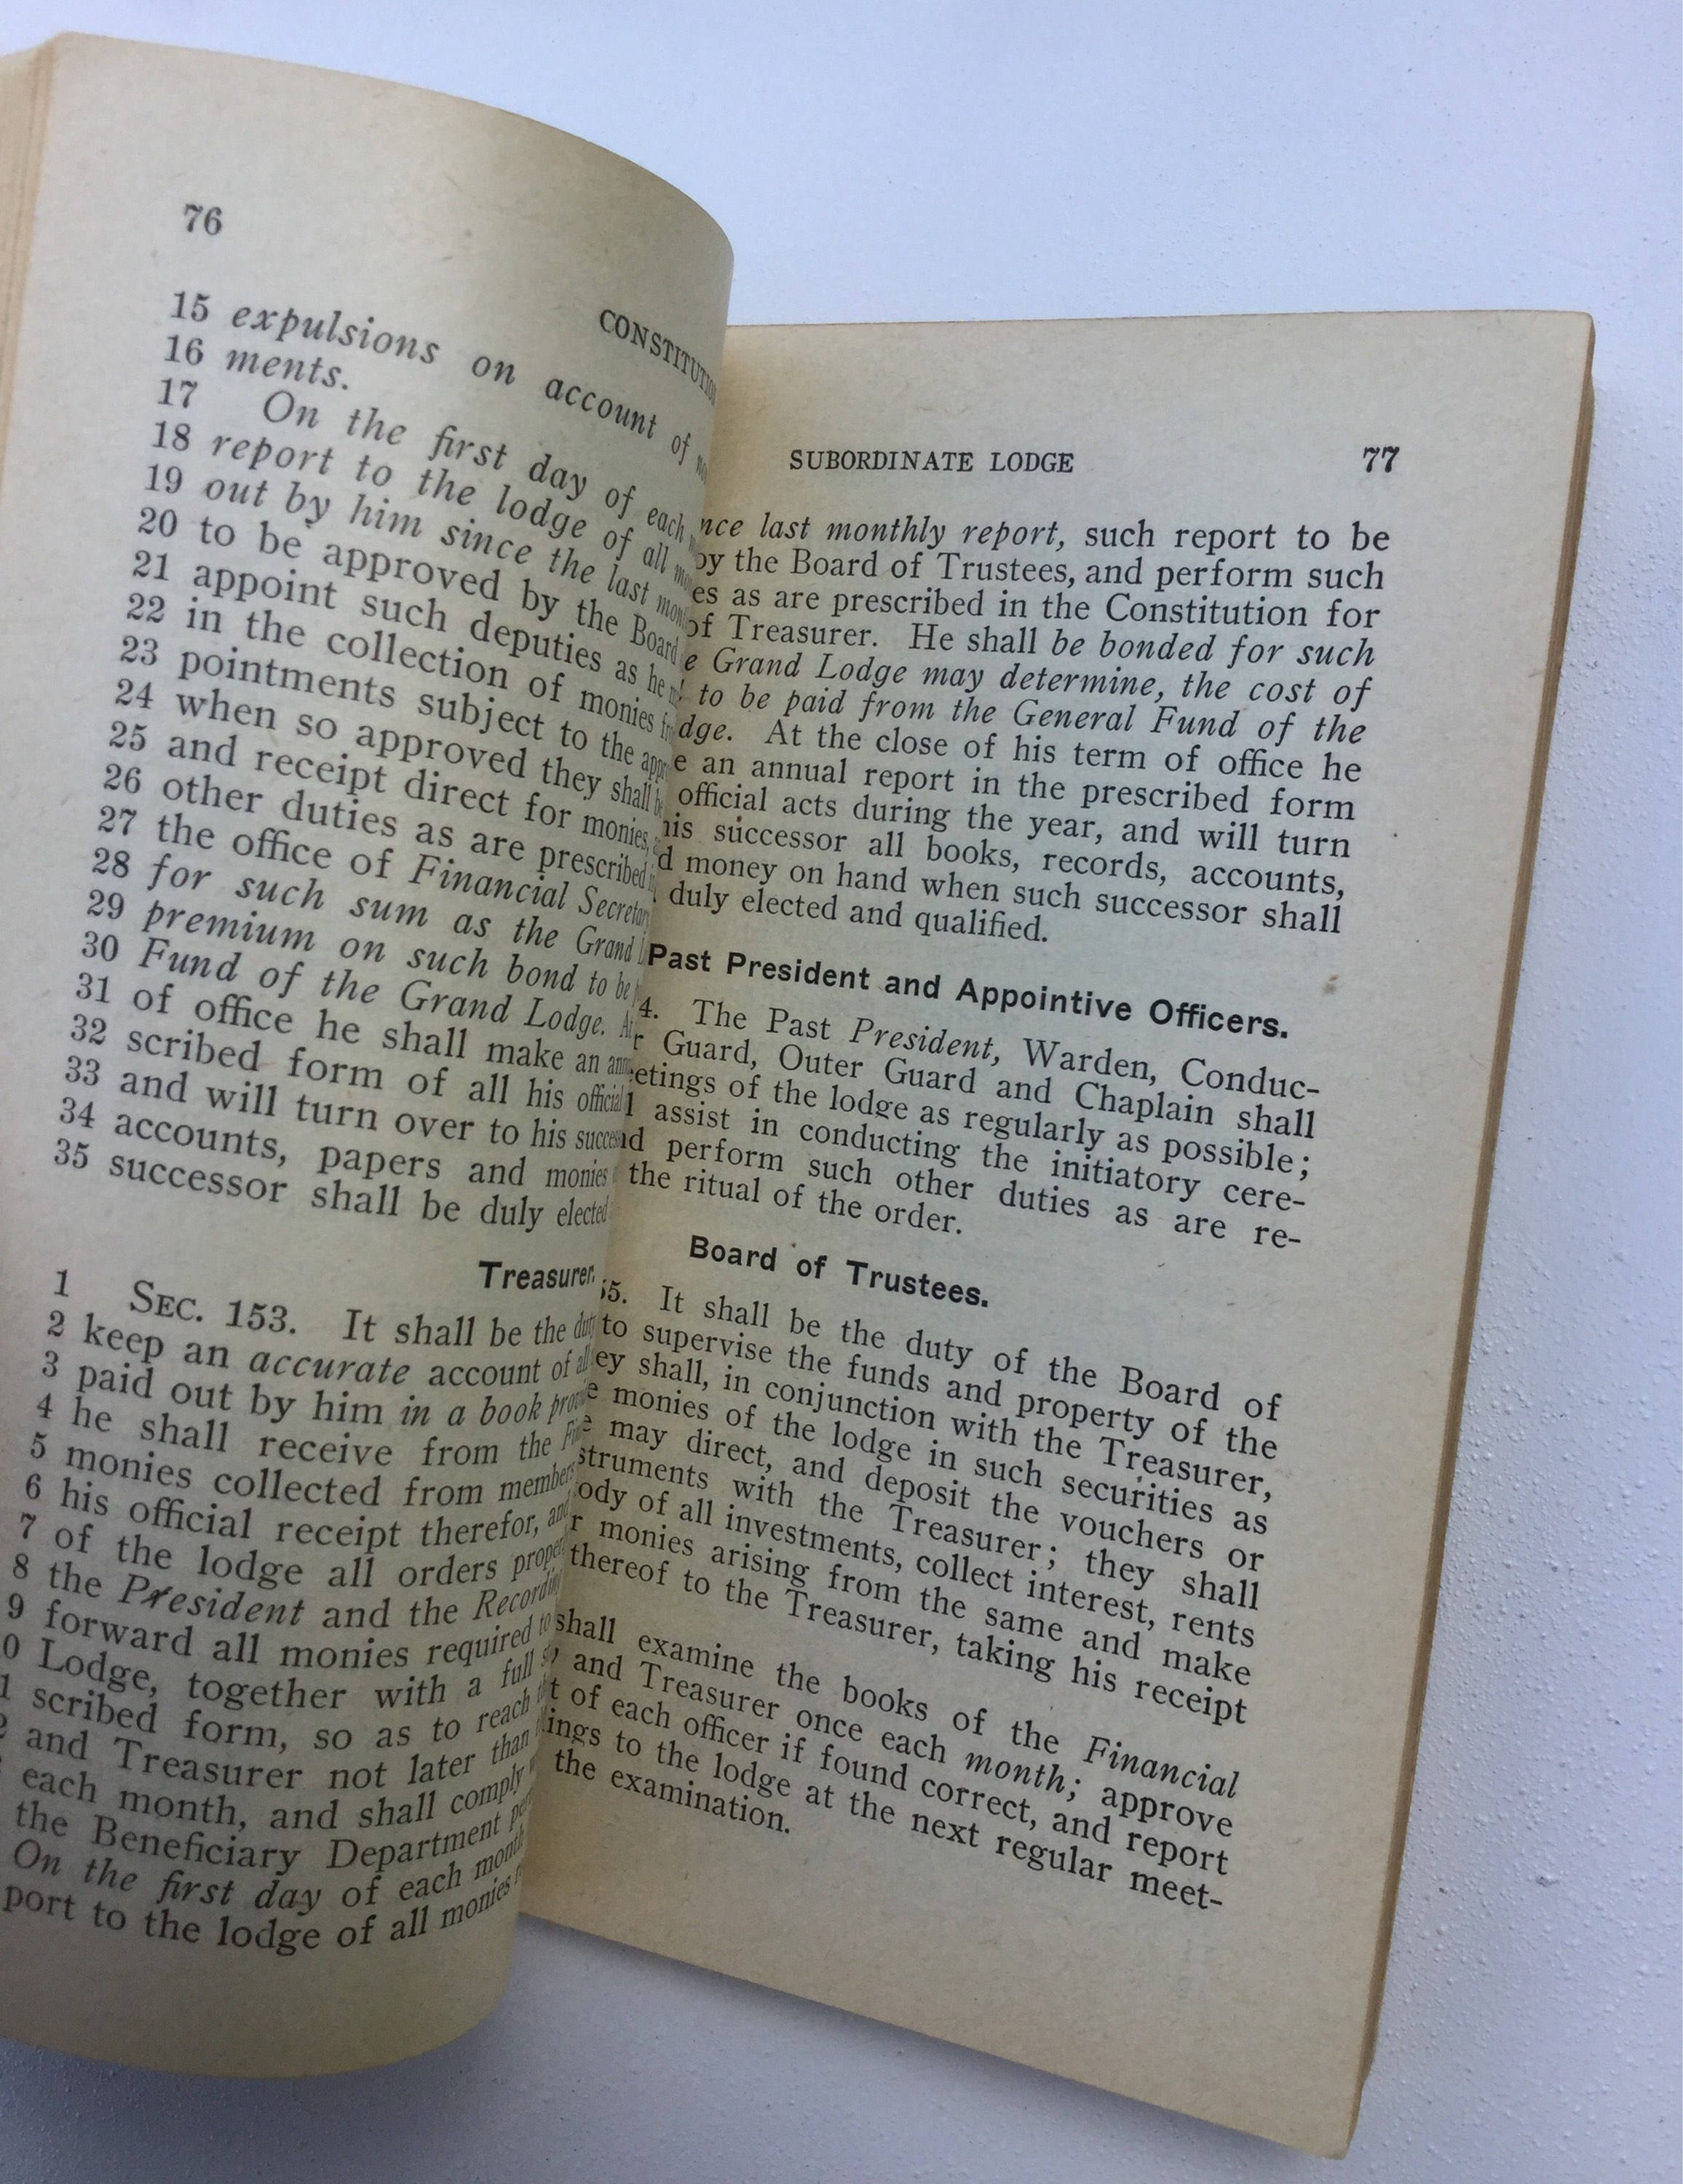 76
CONSTITUTION
15 expulsions on account of
16 ments.
17 On the first day of each
18 report to the lodge of all
19 out by him since the last
20 to be approved by the Board
21 appoint such deputies as he
22 in the collection of monies
23 pointments subject to the
24 when so approved they shall
25 and receipt direct for monies,
26 other duties as are prescribed
27 the office of Financial Secretary
28 for such sum as the Grand
29 premium on such bond to be
30 Fund of the Grand Lodge.
31 of office he shall make an
32 scribed form of all his official
33 and will turn over to his
34 accounts, papers and monies
35 successor shall be duly elected
Treasurer.
1 SEC. 153. It shall be the duty
2 keep an accurate account of all
3 paid out by him in a book
4 he shall receive from the
5 monies collected from members
6 his official receipt therefor, and
7 of the lodge all orders
8 the President and the Recording
9 forward all monies required to
0 Lodge, together with a full
1 scribed form, so as to reach
2 and Treasurer not later than
each month, and shall comply
the Beneficiary Department
On the first day of each month
port to the lodge of all monies
SUBORDINATE LODGE 77
nce last monthly report, such report to be
by the Board of Trustees, and perform such
es as are prescribed in the Constitution for
of Treasurer. He shall be bonded for such
e Grand Lodge may determine, the cost of
to be paid from the General Fund of the
dge. At the close of his term of office he
e an annual report in the prescribed form
official acts during the year, and will turn
his successor all books, records, accounts,
d money on hand when such successor shall
duly elected and qualified.
Past President and Appointive Officers.
4. The Past President, Warden, Conduc-
r Guard, Outer Guard and Chaplain shall
etings of the lodge as regularly as possible;
l assist in conducting the initiatory cere-
nd perform such other duties as are re-
the ritual of the order.
Board of Trustees.
55. It shall be the duty of the Board of
to supervise the funds and property of the
ey shall, in conjunction with the Treasurer,
e monies of the lodge in such securities as
e may direct, and deposit the vouchers or
struments with the Treasurer; they shall
ody of all investments, collect interest, rents
r monies arising from the same and make
thereof to the Treasurer, taking his receipt
shall examine the books of the Financial
and Treasurer once each month; approve
t of each officer if found correct, and report
ings to the lodge at the next regular meet-
the examination.